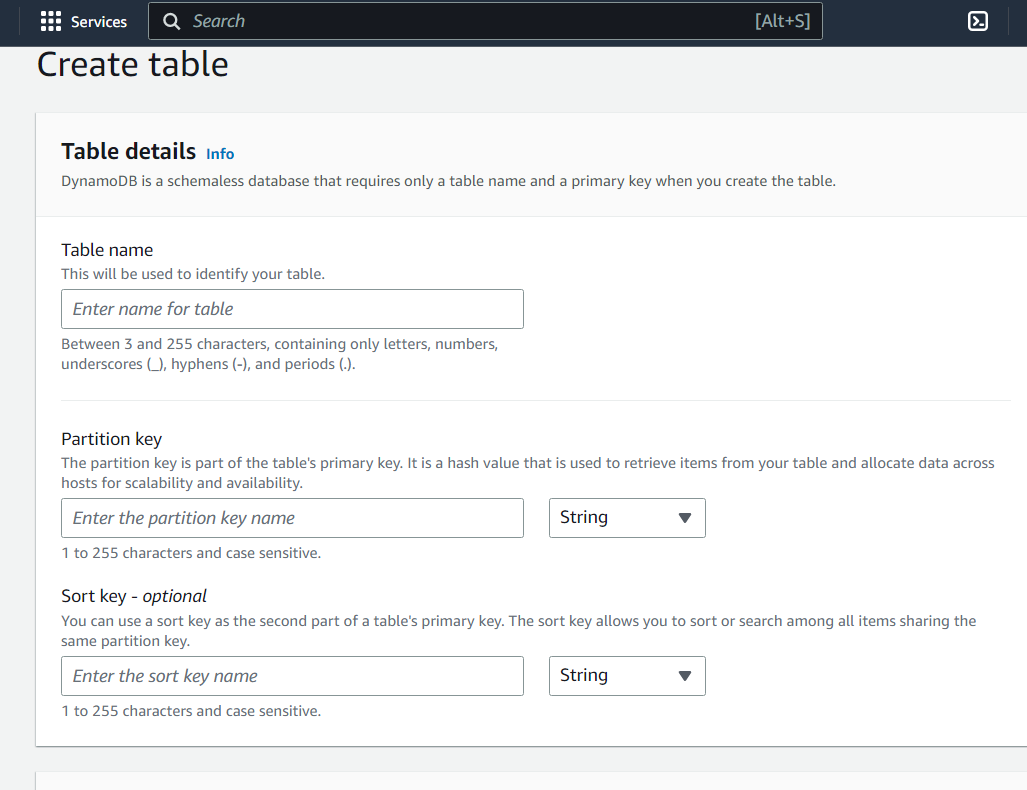 Services
Search [Alt+S]
Create table
Table details Info
DynamoDB is a schemaless database that requires only a table name and a primary key when you create the table.
Table name
This will be used to identify your table.
Enter name for table
Between 3 and 255 characters, containing only letters, numbers,
underscores (_), hyphens (-), and periods (.).
Partition key
The partition key is part of the table's primary key. It is a hash value that is used to retrieve items from your table and allocate data across
hosts for scalability and availability.
Enter the partition key name String
1 to 255 characters and case sensitive.
Sort key - optional
You can use a sort key as the second part of a table's primary key. The sort key allows you to sort or search among all items sharing the
same partition key.
Enter the sort key name String
1 to 255 characters and case sensitive.